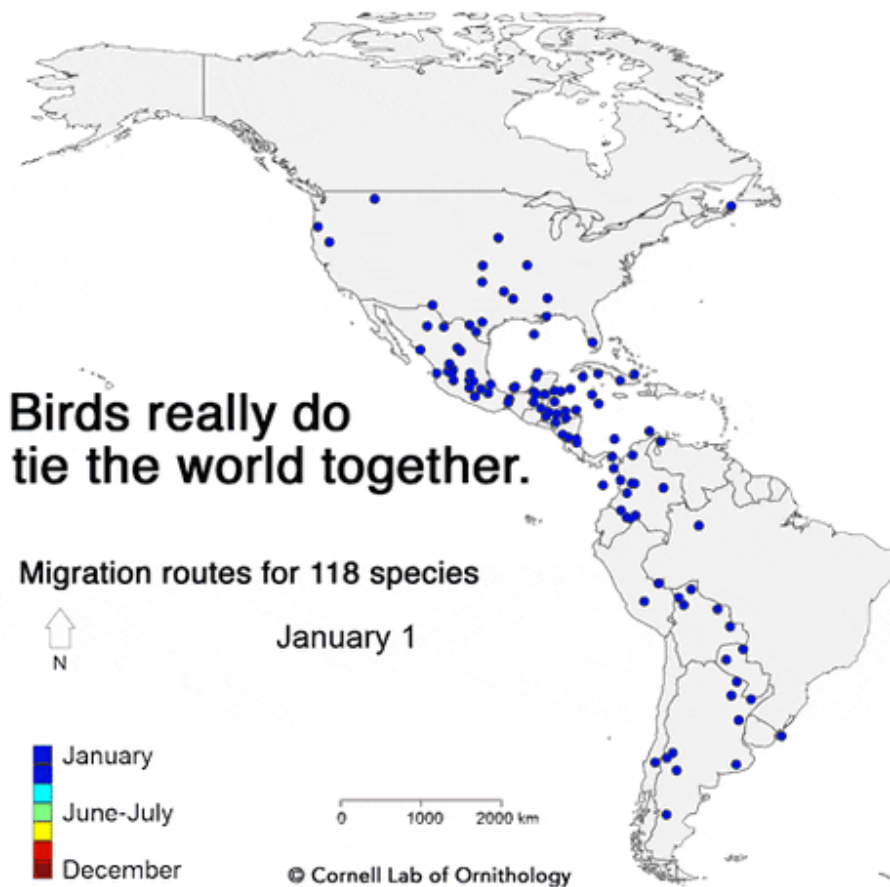 Birds really do
tie the world together.
Migration routes for 118 species
January 1
N
January
June-July
December
0 1000 2000 km
© Cornell Lab of Ornithology